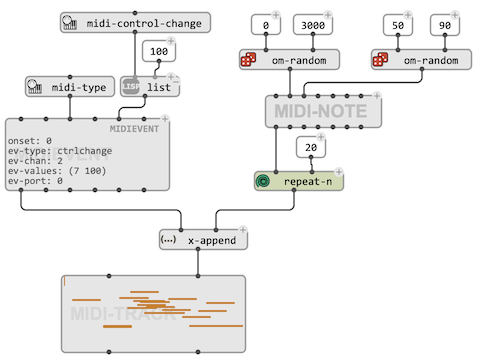 midi-control-change
0
3000
50
90
100
om-random
om-random
midi-type
LISP
list
MIDI-NOTE
MIDIEVENT
MIDIEVENT
onset: 0
ev-type: ctrlchange
ev-chan: 2
ev-values: (7 100)
ev-port: 0
20
repeat-n
(...)
x-append
MIDI-TRACK